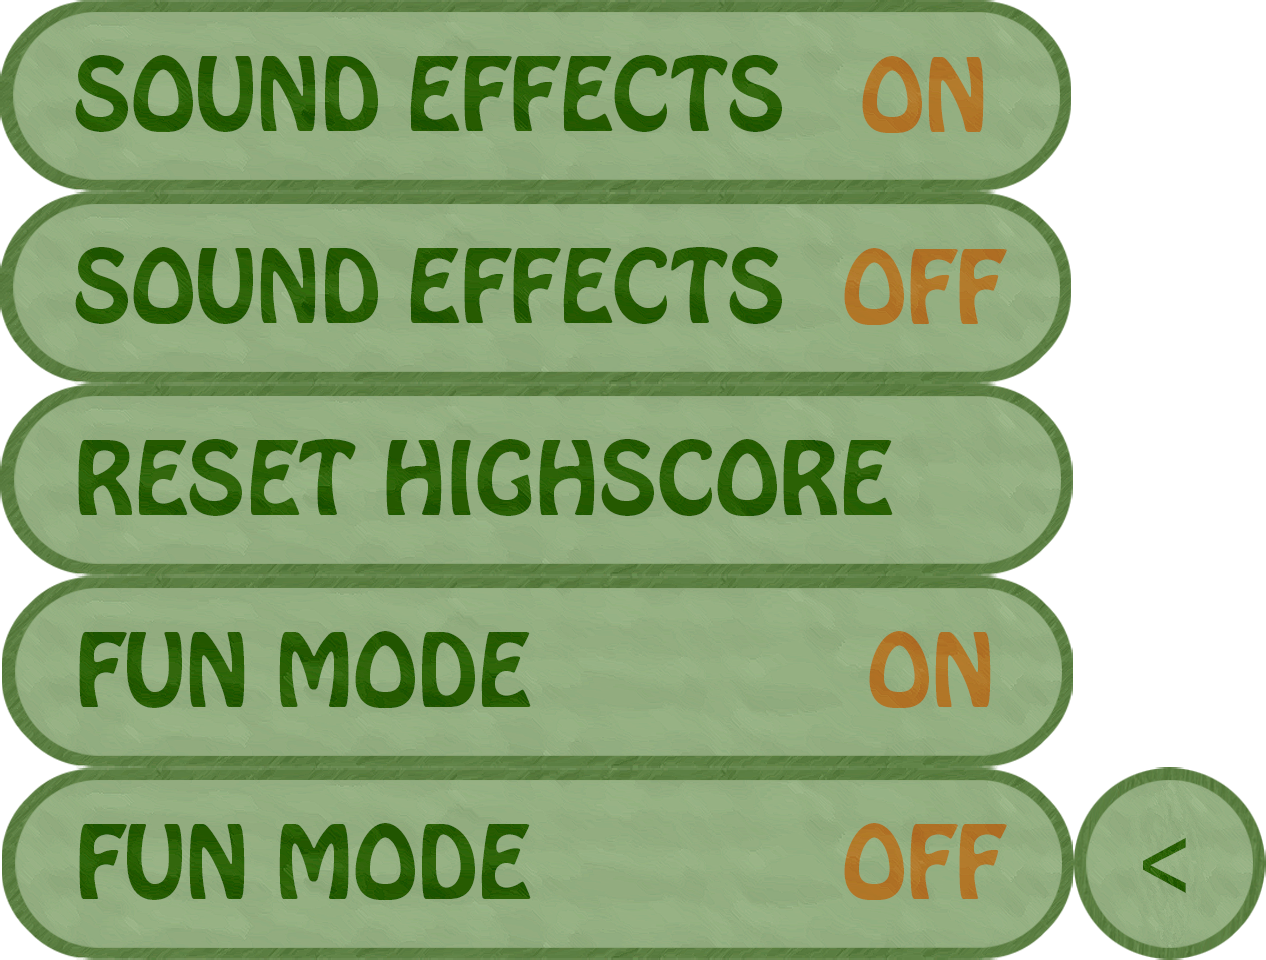 SOUND EFFECTS ON
SOUND EFFECTS OFF
RESET HIGHSCORE
FUN MODE ON
FUN MODE OFF
<